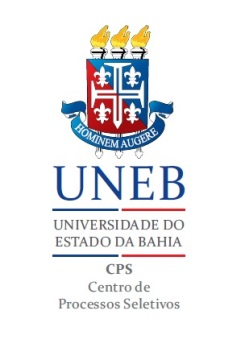 HOMINEM AUGERE
UNEB
UNIVERSIDADE DO
ESTADO DA BAHIA
CPS
Centro de
Processos Seletivos